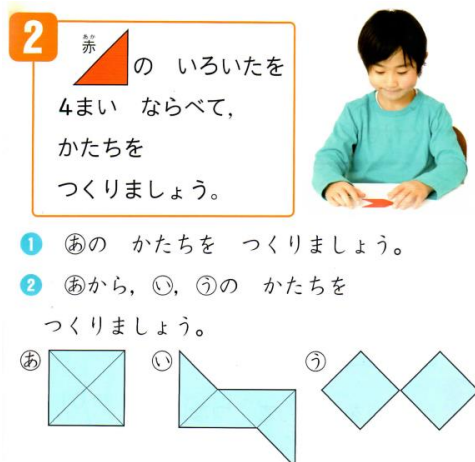 2
あか
赤
の いろいたを
4まい ならべて,
かたちを
つくりましょう。
1 あの かたちを つくりましょう。
2 あから, い, うの かたちを
つくりましょう。
あ い う